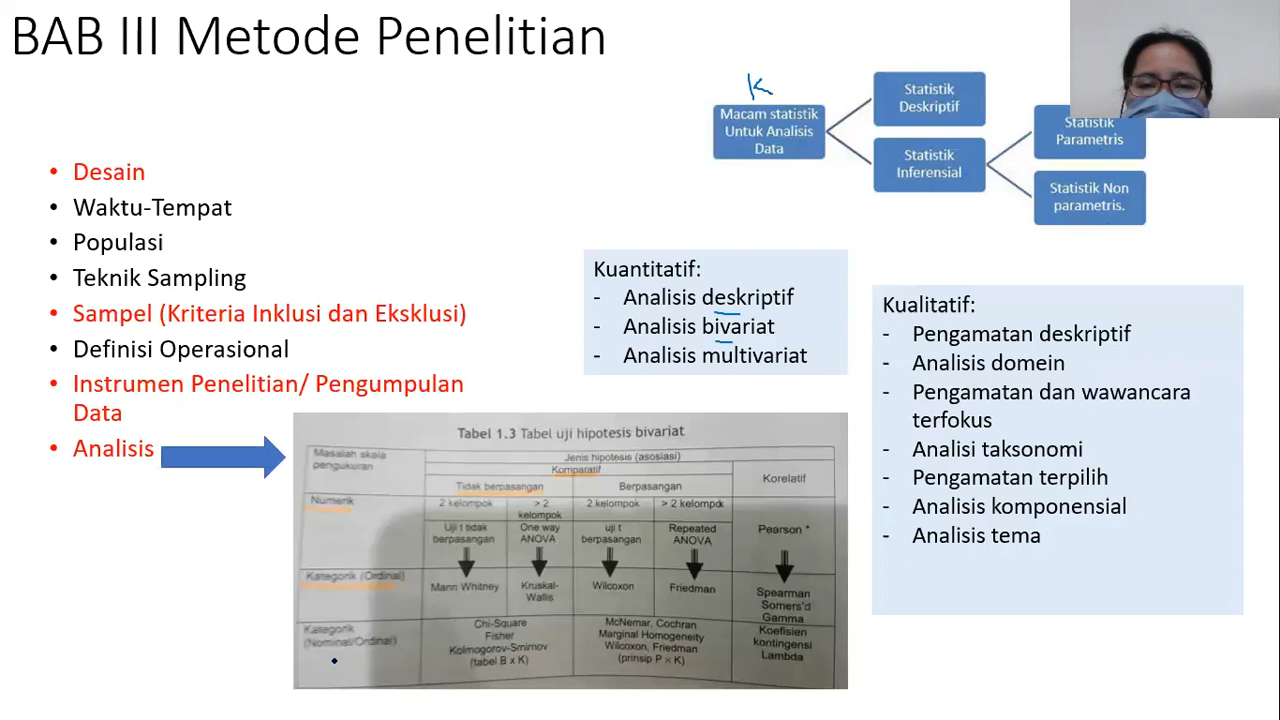 BAB III Metode Penelitian
K
Macam statistik
Untuk Analisis
Data
Statistik
Deskriptif
Statistik
Inferensial
Statistik
Parametris
Statistik Non
parametris.
• Desain
• Waktu-Tempat
• Populasi
• Teknik Sampling
• Sampel (Kriteria Inklusi dan Eksklusi)
• Definisi Operasional
• Instrumen Penelitian/ Pengumpulan
Data
• Analisis
Kuantitatif:
- Analisis deskriptif
- Analisis bivariat
- Analisis multivariat
Kualitatif:
- Pengamatan deskriptif
- Analisis domein
- Pengamatan dan wawancara
terfokus
- Analisi taksonomi
- Pengamatan terpilih
- Analisis komponensial
- Analisis tema
Tabel 1.3 Tabel uji hipotesis bivariat
Masalah skala
pengukuran
Jenis hipotesis (asosiasi)
Komparatif
Korelatif
Tidak berpasangan
Berpasangan
Numerik
2 kelompok
> 2
kelompok
2 kelompok
> 2 kelompok
Uji t tidak
berpasangan
One way
ANOVA
uji t
berpasangan
Repeated
ANOVA
Pearson *
Kategorik (Ordinal)
Mann Whitney
Kruskal-
Wallis
Wilcoxon
Friedman
Spearman
Somers'd
Gamma
Kategorik
(Nominal/Ordinal)
Chi-Square
Fisher
Kolmogorov-Smirnov
(tabel B x K)
McNemar, Cochran
Marginal Homogeneity
Wilcoxon, Friedman
(prinsip P x K)
Koefisien
kontingensi
Lambda